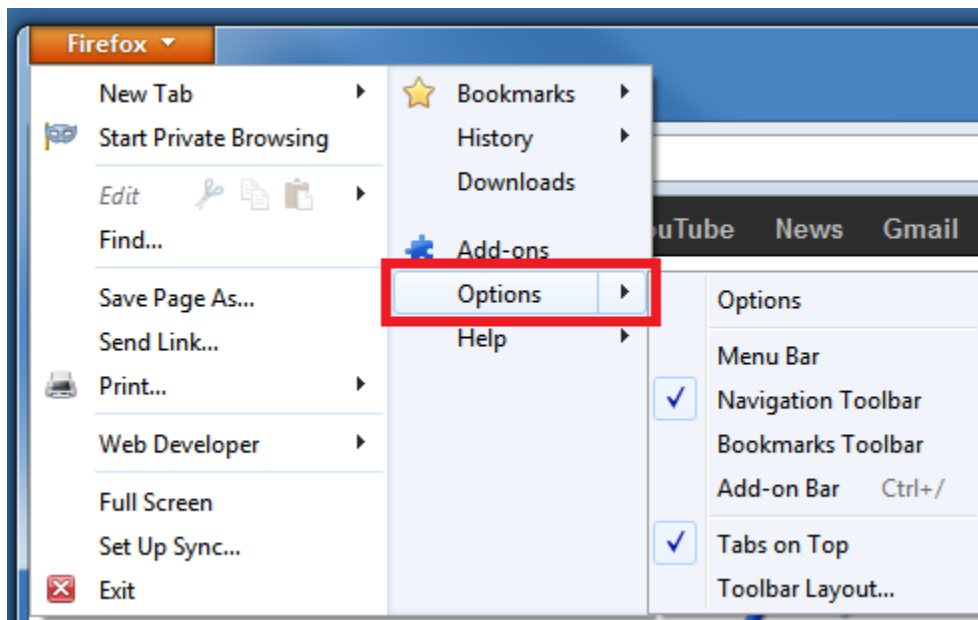 Firefox
New Tab
Start Private Browsing
Edit
Find...
Save Page As...
Send Link...
Print...
Web Developer
Full Screen
Set Up Sync...
Exit
Bookmarks
History
Downloads
Add-ons
Options
Help
uTube News Gmail
Options
Menu Bar
Navigation Toolbar
Bookmarks Toolbar
Add-on Bar Ctrl+/
Tabs on Top
Toolbar Layout...